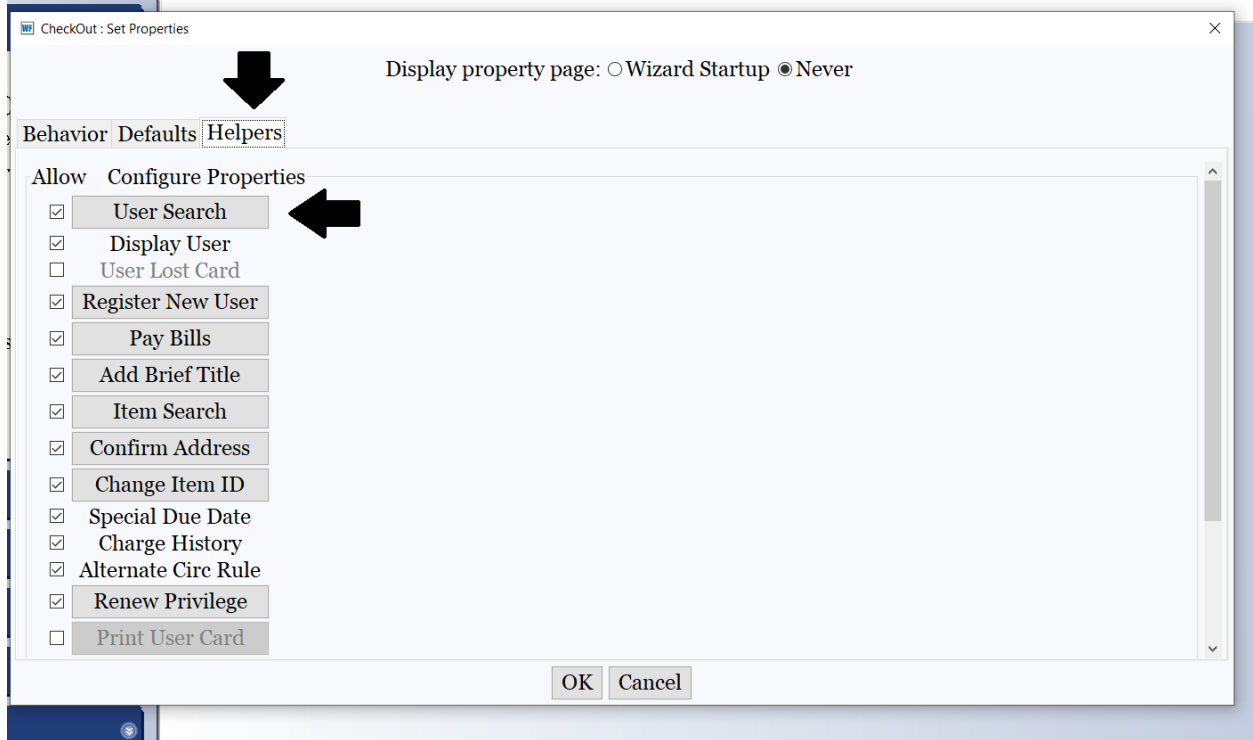 WF CheckOut : Set Properties
Display property page: Wizard Startup Never
Behavior Defaults Helpers
Allow Configure Properties
User Search
Display User
User Lost Card
Register New User
Pay Bills
Add Brief Title
Item Search
Confirm Address
Change Item ID
Special Due Date
Charge History
Alternate Circ Rule
Renew Privilege
Print User Card
OK Cancel